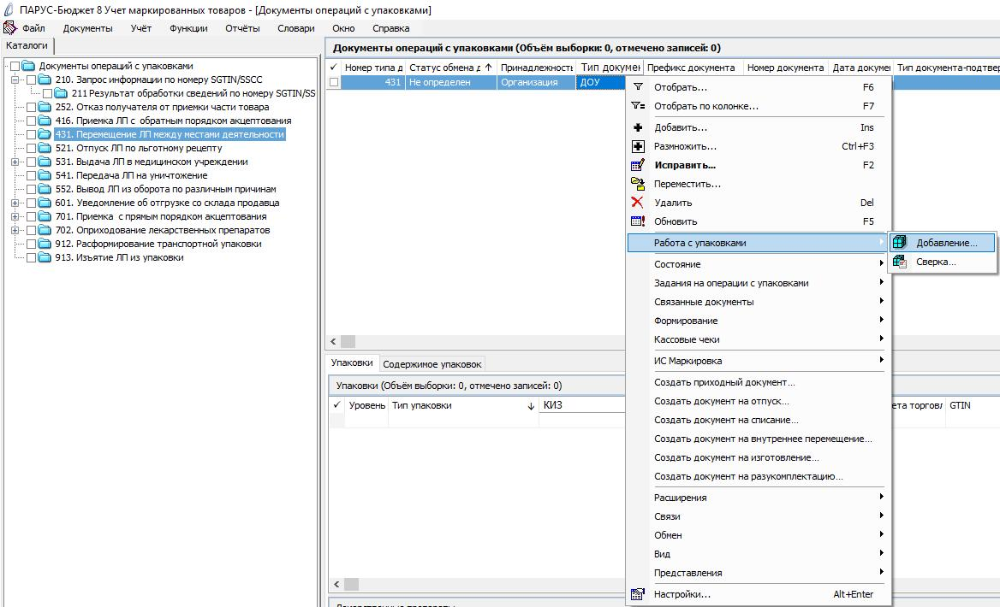 ПАРУС-Бюджет 8 Учет маркированных товаров - [Документы операций с упаковками]
Файл Документы Учёт Функции Отчёты Словари Окно Справка
Каталоги
Документы операций с упаковками
210. Запрос информации по номеру SGTIN/SSCC
211 Результат обработки сведений по номеру SGTIN/SS
252. Отказ получателя от приемки части товара
416. Приемка ЛП с обратным порядком акцептования
431. Перемещение ЛП между местами деятельности
521. Отпуск ЛП по льготному рецепту
531. Выдача ЛП в медицинском учреждении
541. Передача ЛП на уничтожение
552. Вывод ЛП из оборота по различным причинам
601. Уведомление об отгрузке со склада продавца
701. Приемка с прямым порядком акцептования
702. Оприходование лекарственных препаратов
912. Расформирование транспортной упаковки
913. Изъятие ЛП из упаковки
Документы операций с упаковками (Объём выборки: 0, отмечено записей: 0)
Номер типа д Статус обмена д Принадлежность Тип докумен Префикс документа Номер документа Дата докумен Тип документа-подтвер
431 Не определен Организация ДОУ
Отобрать... F6
Отобрать по колонке... F7
Добавить... Ins
Размножить... Ctrl+F3
Исправить... F2
Переместить...
Удалить Del
Обновить F5
Работа с упаковками
Добавление...
Сверка...
Состояние
Задания на операции с упаковками
Связанные документы
Формирование
Кассовые чеки
ИС Маркировка
Создать приходный документ...
Создать документ на отпуск...
Создать документ на списание...
Создать документ на внутреннее перемещение...
Создать документ на изготовление...
Создать документ на разукомплектацию...
Расширения
Связи
Обмен
Вид
Представления
Настройки... Alt+Enter
Упаковки Содержимое упаковок
Упаковки (Объём выборки: 0, отмечено записей: 0)
Уровень Тип упаковки КИЗ ета торговл GTIN